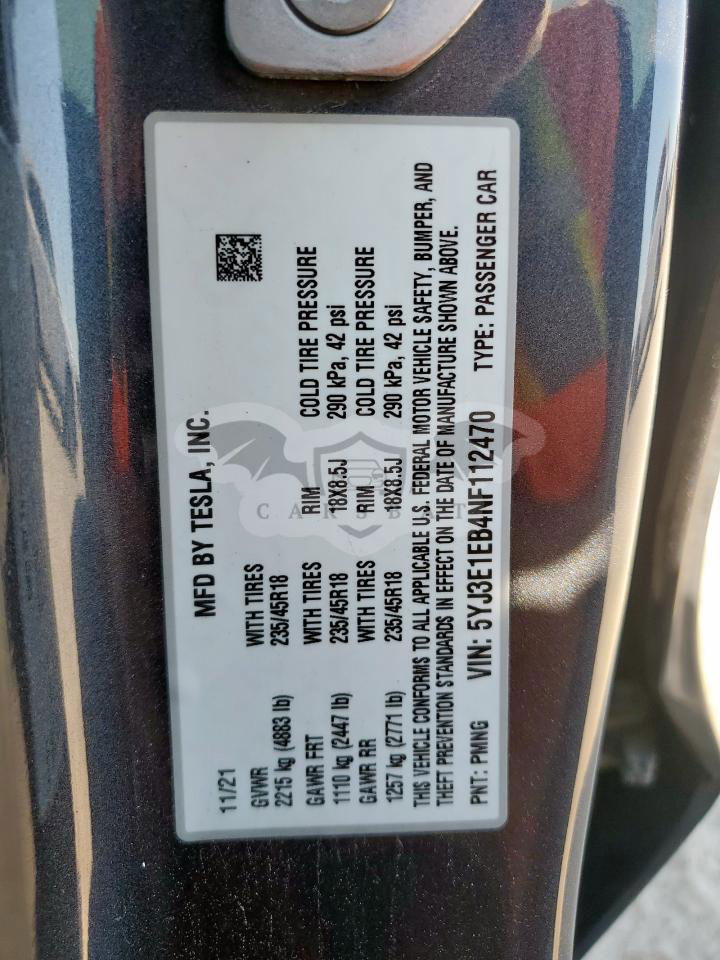 MFD BY TESLA, INC.
11/21
GVWR WITH TIRES
2215 kg (4883 lb) 235/45R18
GAWR FRT WITH TIRES RIM COLD TIRE PRESSURE
1110 kg (2447 lb) 235/45R18 18X8.5J 290 kPa, 42 psi
GAWR RR WITH TIRES RIM COLD TIRE PRESSURE
1257 kg (2771 lb) 235/45R18 18X8.5J 290 kPa, 42 psi
THIS VEHICLE CONFORMS TO ALL APPLICABLE U.S. FEDERAL MOTOR VEHICLE SAFETY, BUMPER, AND
THEFT PREVENTION STANDARDS IN EFFECT ON THE DATE OF MANUFACTURE SHOWN ABOVE.
PNT: PMNG VIN: 5YJ3E1EB4NF112470 TYPE: PASSENGER CAR